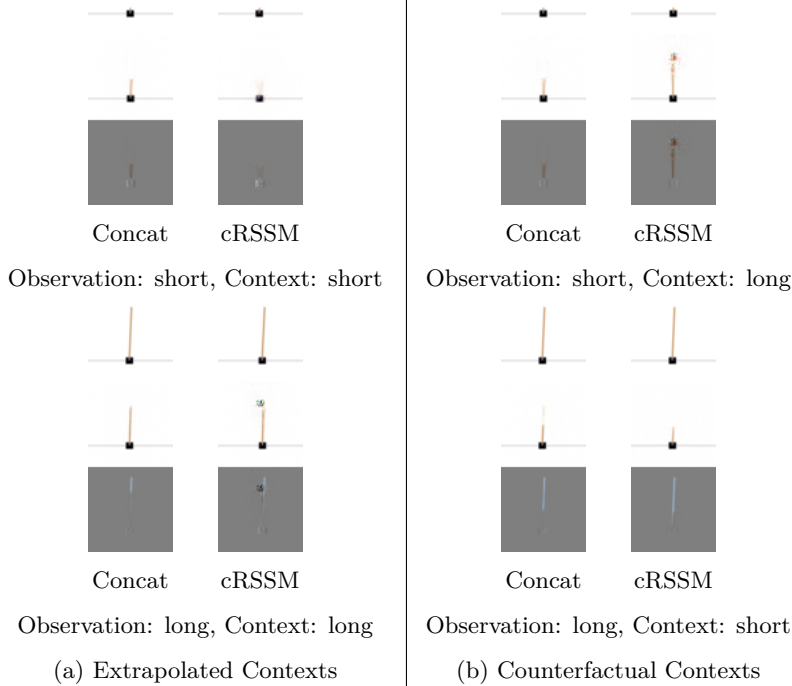 Concat cRSSM
Observation: short, Context: short
Concat cRSSM
Observation: long, Context: long
(a) Extrapolated Contexts
Concat cRSSM
Observation: short, Context: long
Concat cRSSM
Observation: long, Context: short
(b) Counterfactual Contexts